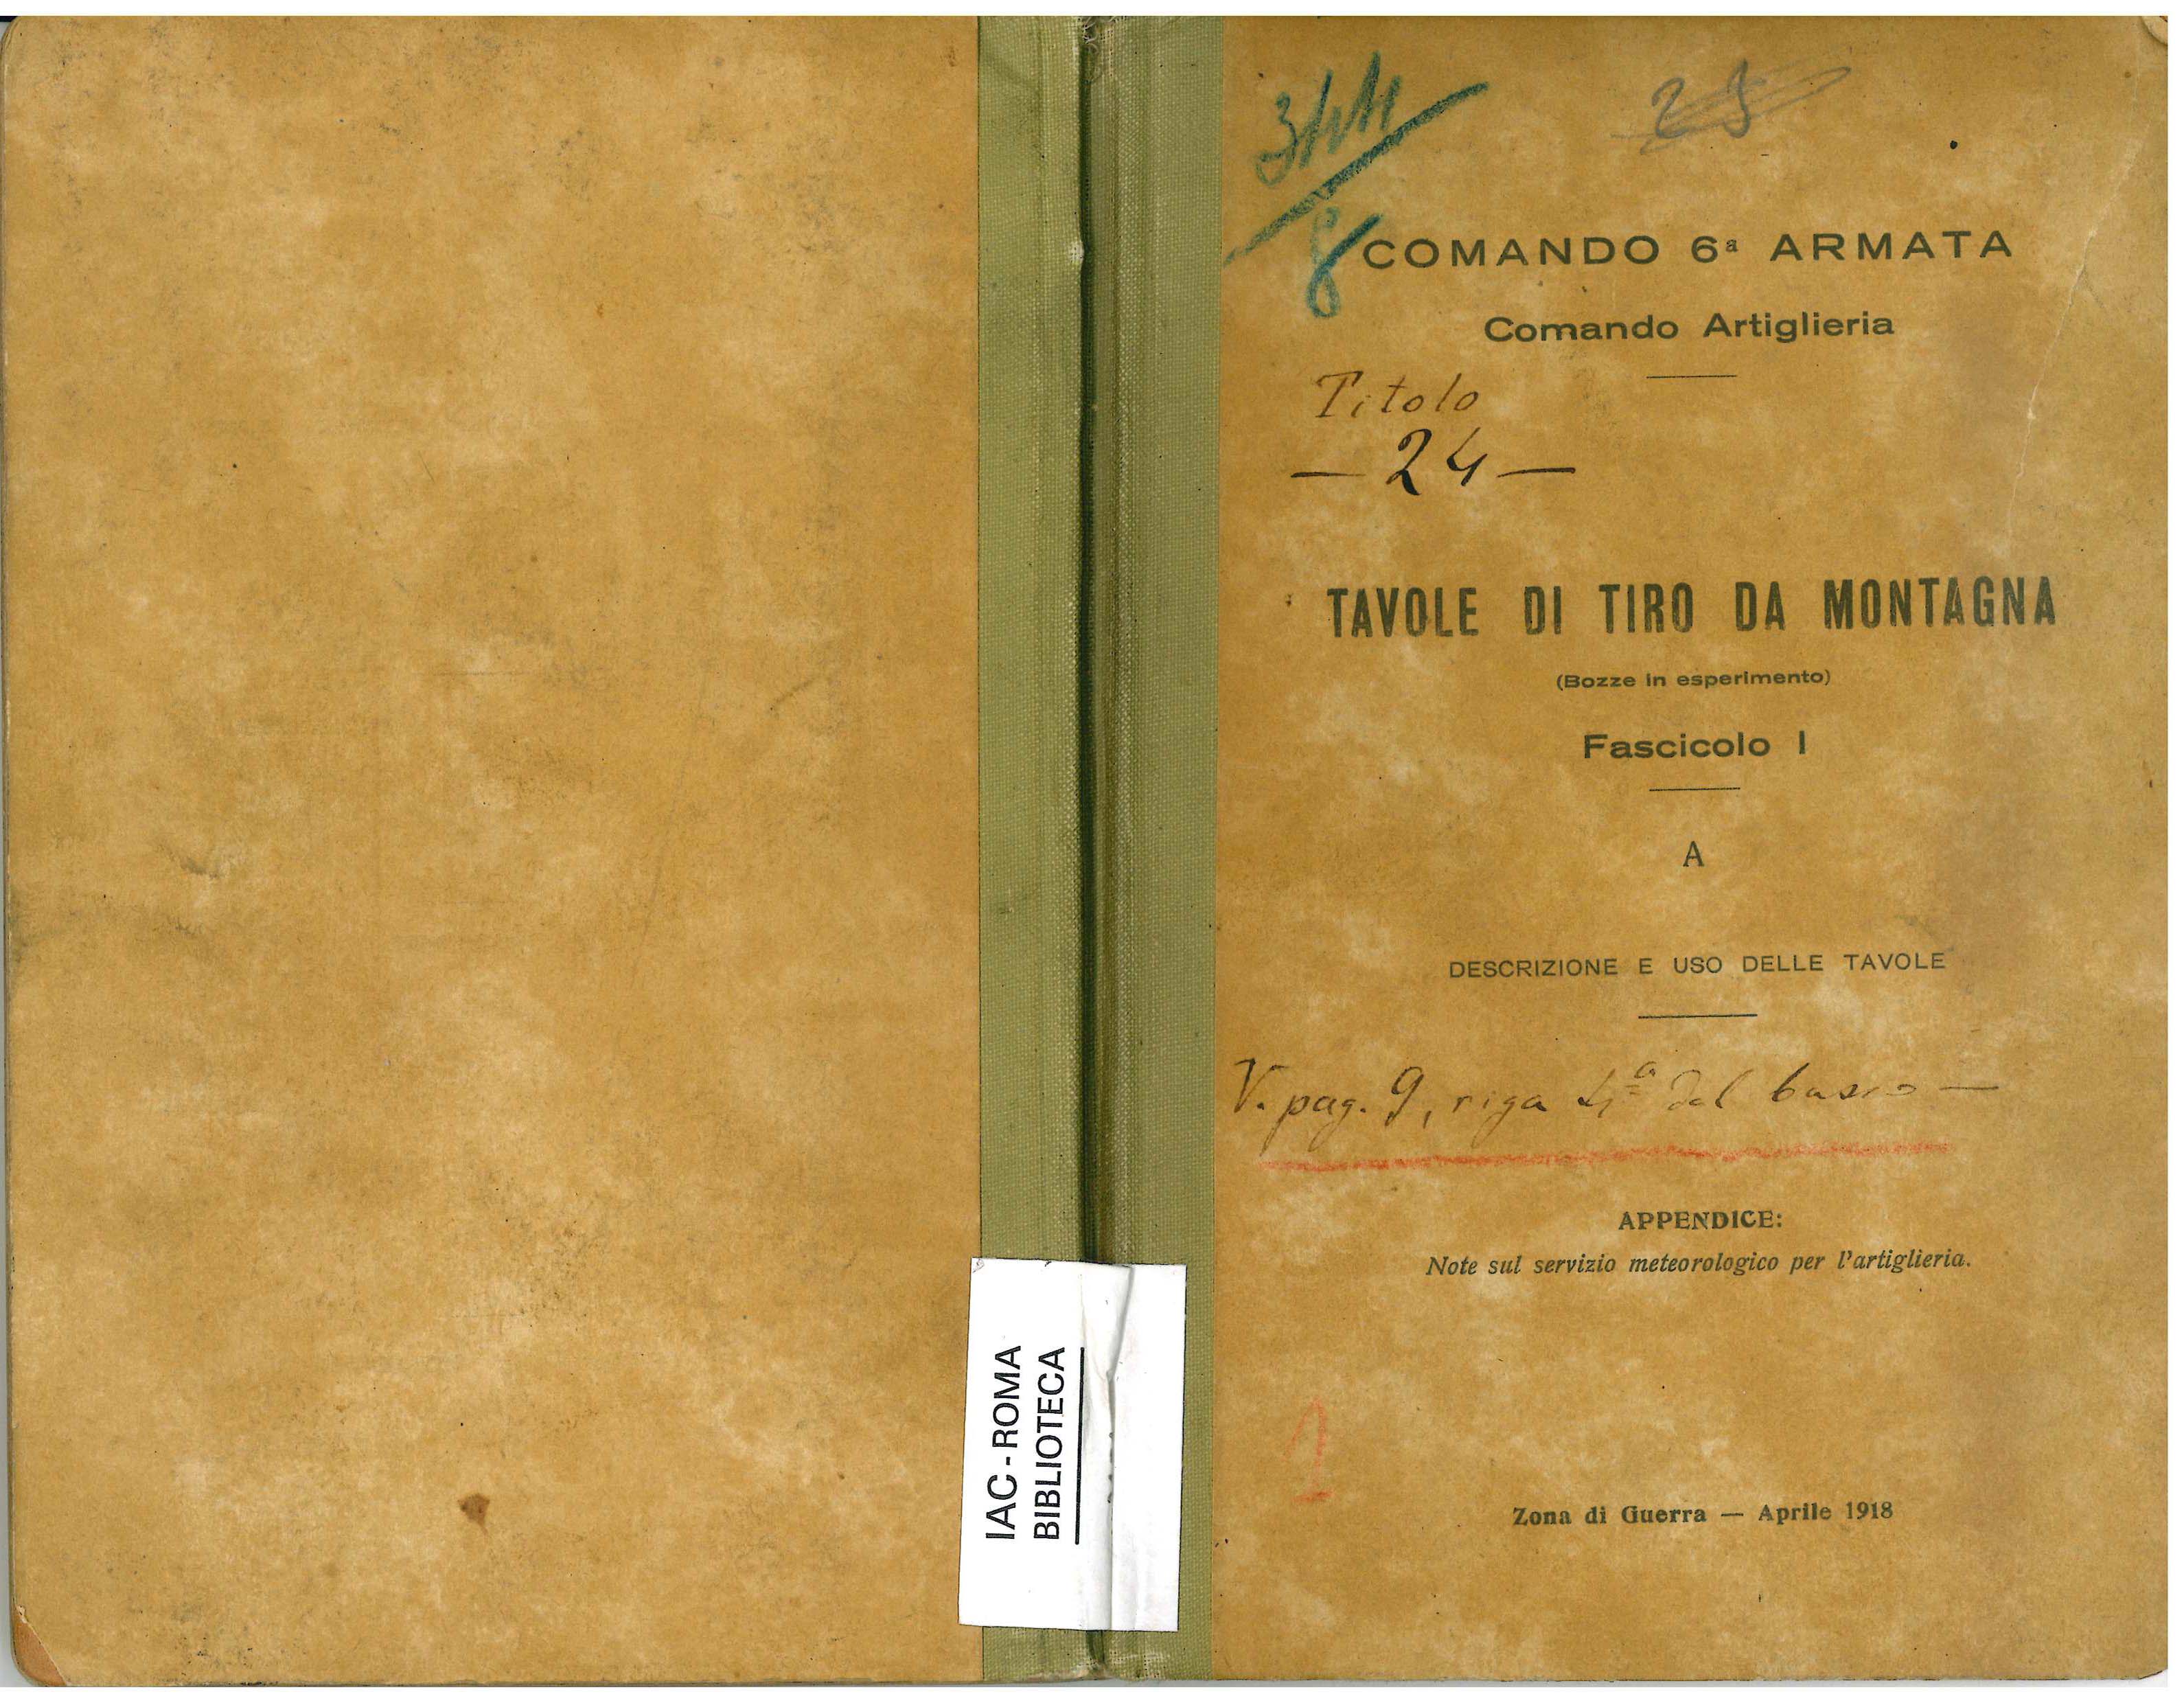 IAC-ROMA
BIBLIOTECA
344
8
COMANDO 6ª ARMATA
Comando Artiglieria
Titolo
— 24 —
TAVOLE DI TIRO DA MONTAGNA
(Bozze in esperimento)
Fascicolo I
A
DESCRIZIONE E USO DELLE TAVOLE
V. pag. 9, riga 4ª dal basso —
APPENDICE:
Note sul servizio meteorologico per l'artiglieria.
1
Zona di Guerra — Aprile 1918